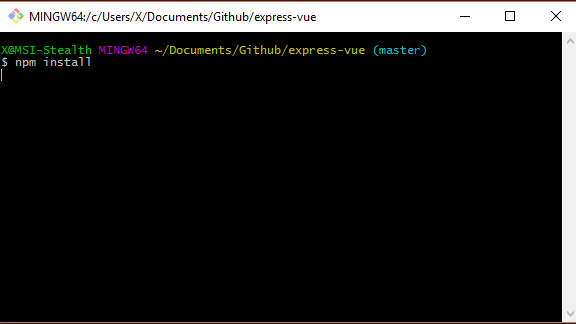 MINGW64:/c/Users/X/Documents/Github/express-vue
X@MSI-Stealth MINGW64 ~/Documents/Github/express-vue (master)
$ npm install